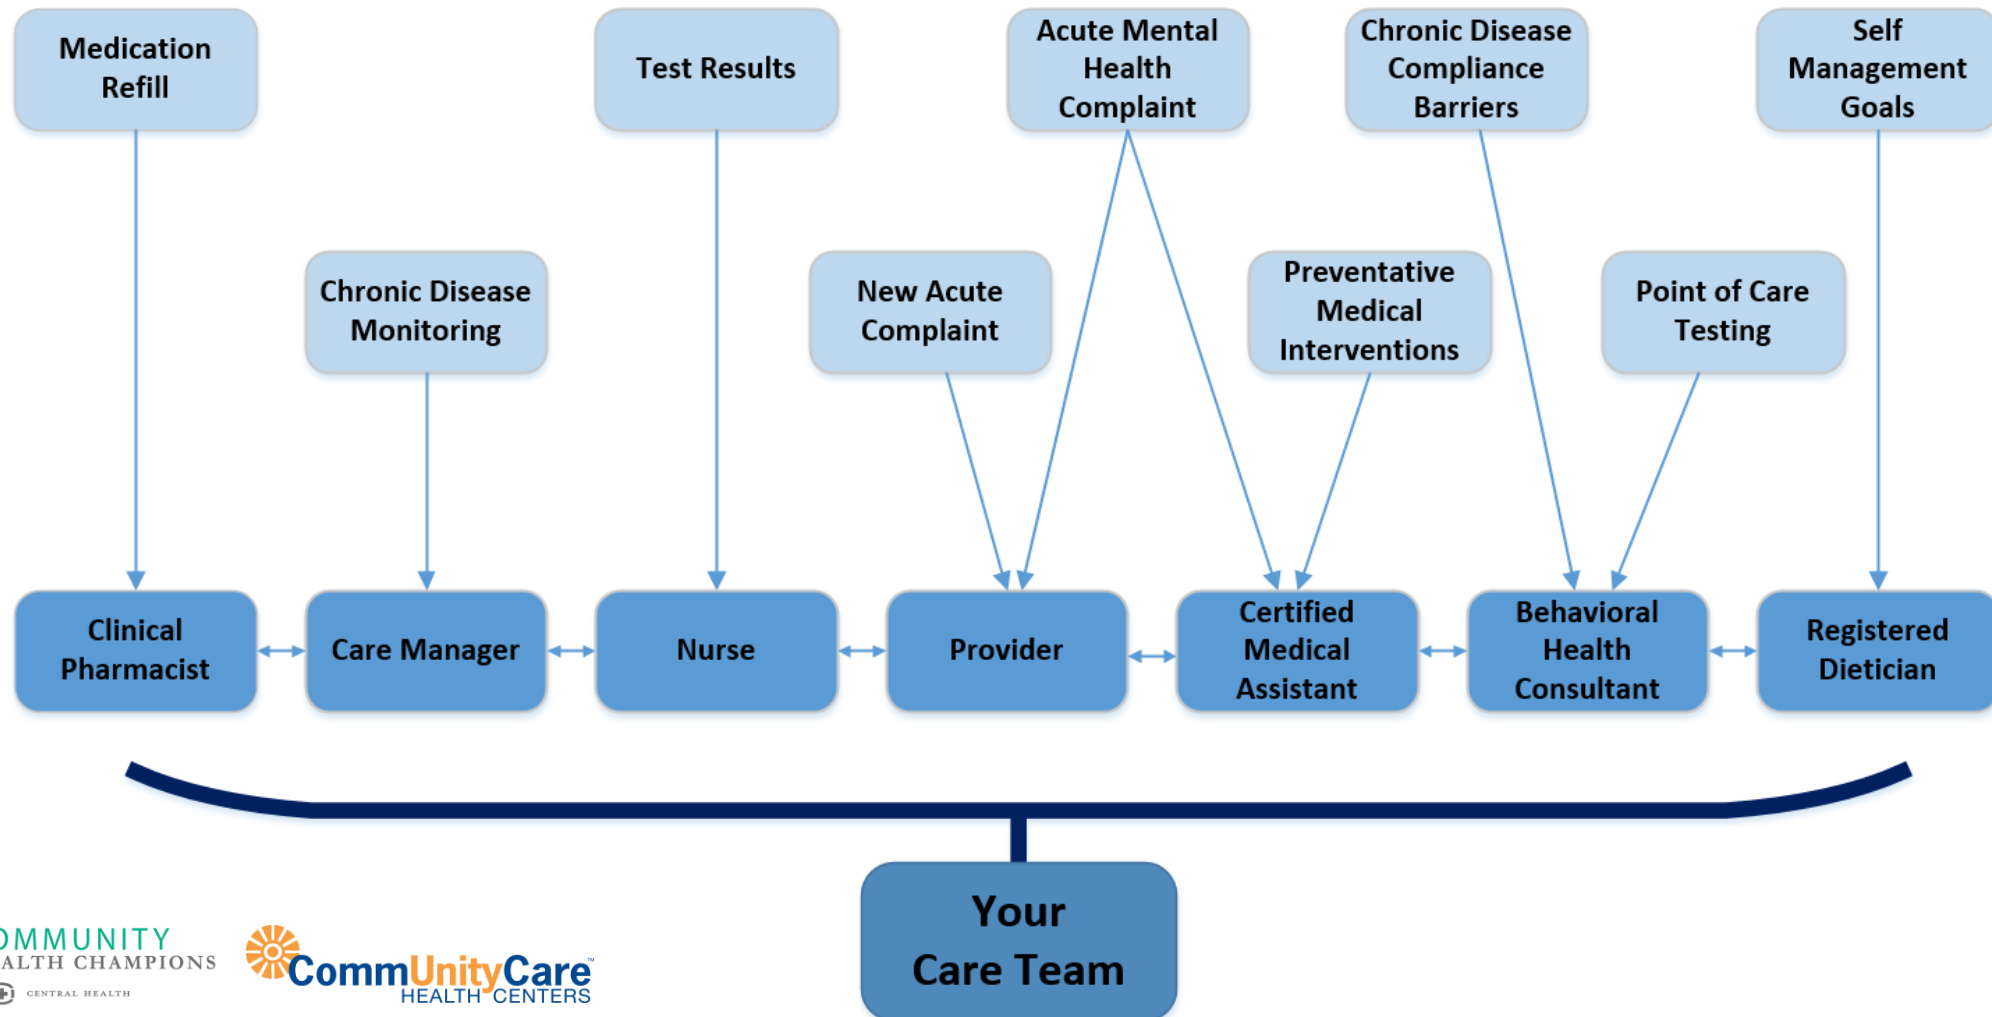 Medication
Refill
Test Results
Acute Mental
Health
Complaint
Chronic Disease
Compliance
Barriers
Self
Management
Goals
Chronic Disease
Monitoring
New Acute
Complaint
Preventative
Medical
Interventions
Point of Care
Testing
Clinical
Pharmacist
Care Manager
Nurse
Provider
Certified
Medical
Assistant
Behavioral
Health
Consultant
Registered
Dietician
Your
Care Team
OMMUNITY
ALTH CHAMPIONS
CENTRAL HEALTH
CommUnityCare™
HEALTH CENTERS